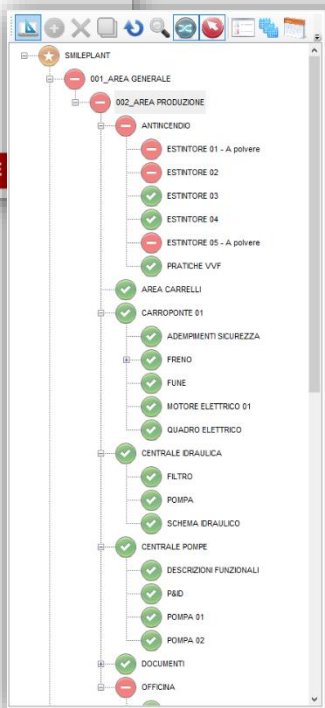 SMILEPLANT
001_AREA GENERALE
002_AREA PRODUZIONE
ANTINCENDIO
ESTINTORE 01 - A polvere
ESTINTORE 02
ESTINTORE 03
ESTINTORE 04
ESTINTORE 05 - A polvere
PRATICHE VVF
AREA CARRELLI
CARROPONTE 01
ADEMPIMENTI SICUREZZA
FRENO
FUNE
MOTORE ELETTRICO 01
QUADRO ELETTRICO
CENTRALE IDRAULICA
FILTRO
POMPA
SCHEMA IDRAULICO
CENTRALE POMPE
DESCRIZIONI FUNZIONALI
P&ID
POMPA 01
POMPA 02
DOCUMENTI
OFFICINA